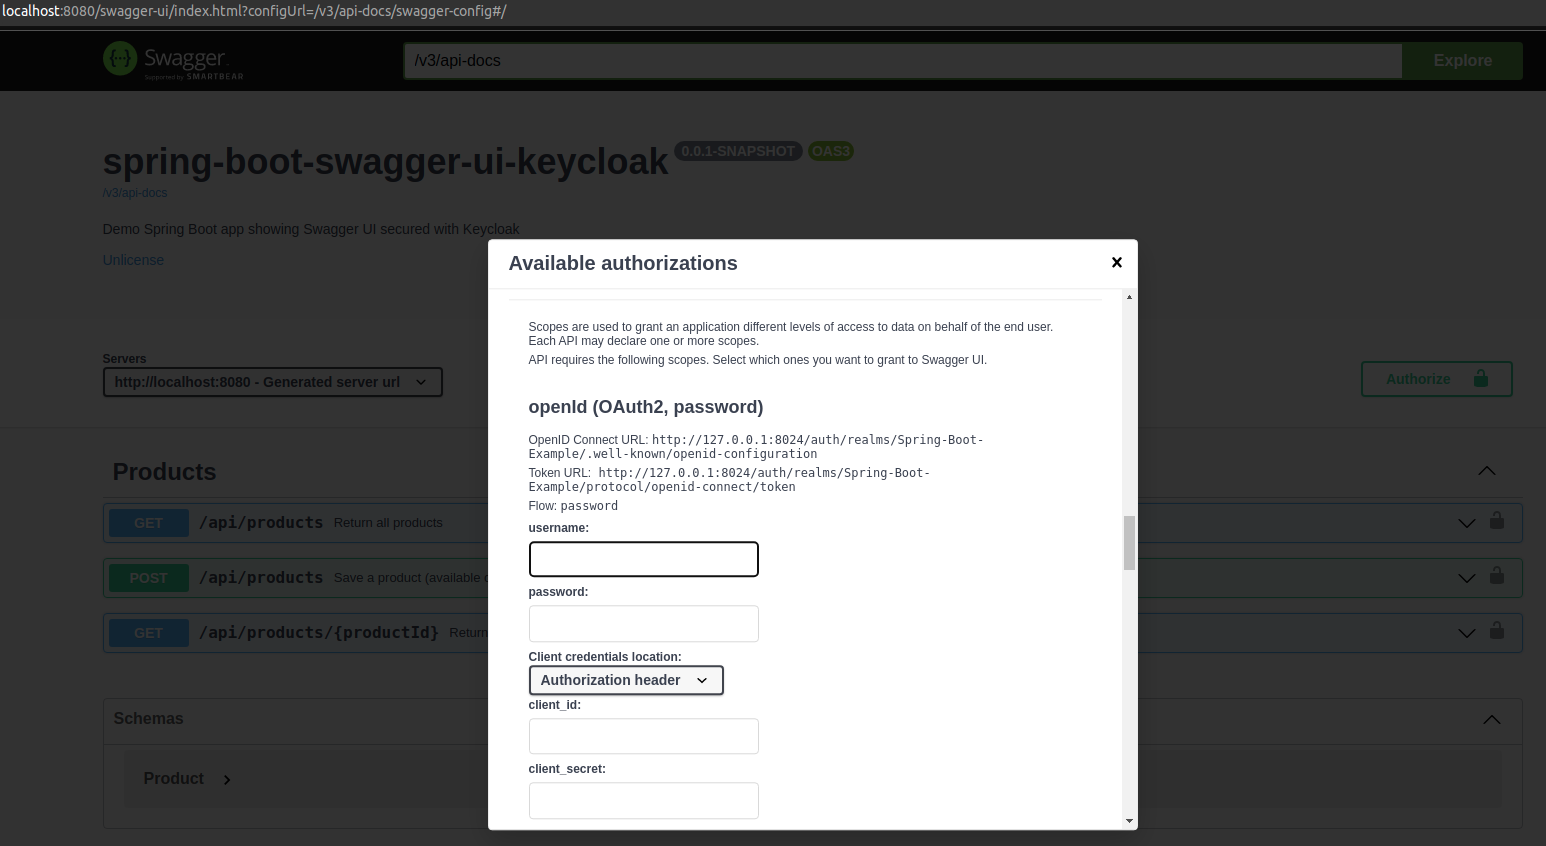 localhost:8080/swagger-ui/index.html?configUrl=/v3/api-docs/swagger-config#/
Swagger
Supported by SMARTBEAR
/v3/api-docs
Explore
spring-boot-swagger-ui-keycloak 0.0.1-SNAPSHOT OAS3
/v3/api-docs
Demo Spring Boot app showing Swagger UI secured with Keycloak
Unlicense
Servers
http://localhost:8080 - Generated server url
Authorize
Products
GET /api/products Return all products
POST /api/products Save a product (available
GET /api/products/{productId}
Schemas
Product
Available authorizations
Scopes are used to grant an application different levels of access to data on behalf of the end user.
Each API may declare one or more scopes.
API requires the following scopes. Select which ones you want to grant to Swagger UI.
openId (OAuth2, password)
OpenID Connect URL: http://127.0.0.1:8024/auth/realms/Spring-Boot-
Example/.well-known/openid-configuration
Token URL: http://127.0.0.1:8024/auth/realms/Spring-Boot-
Example/protocol/openid-connect/token
Flow: password
username:
password:
Client credentials location:
Authorization header
client_id:
client_secret: